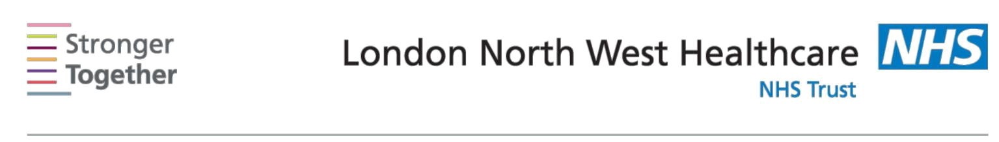 Stronger
Together
London North West Healthcare NHS
NHS Trust